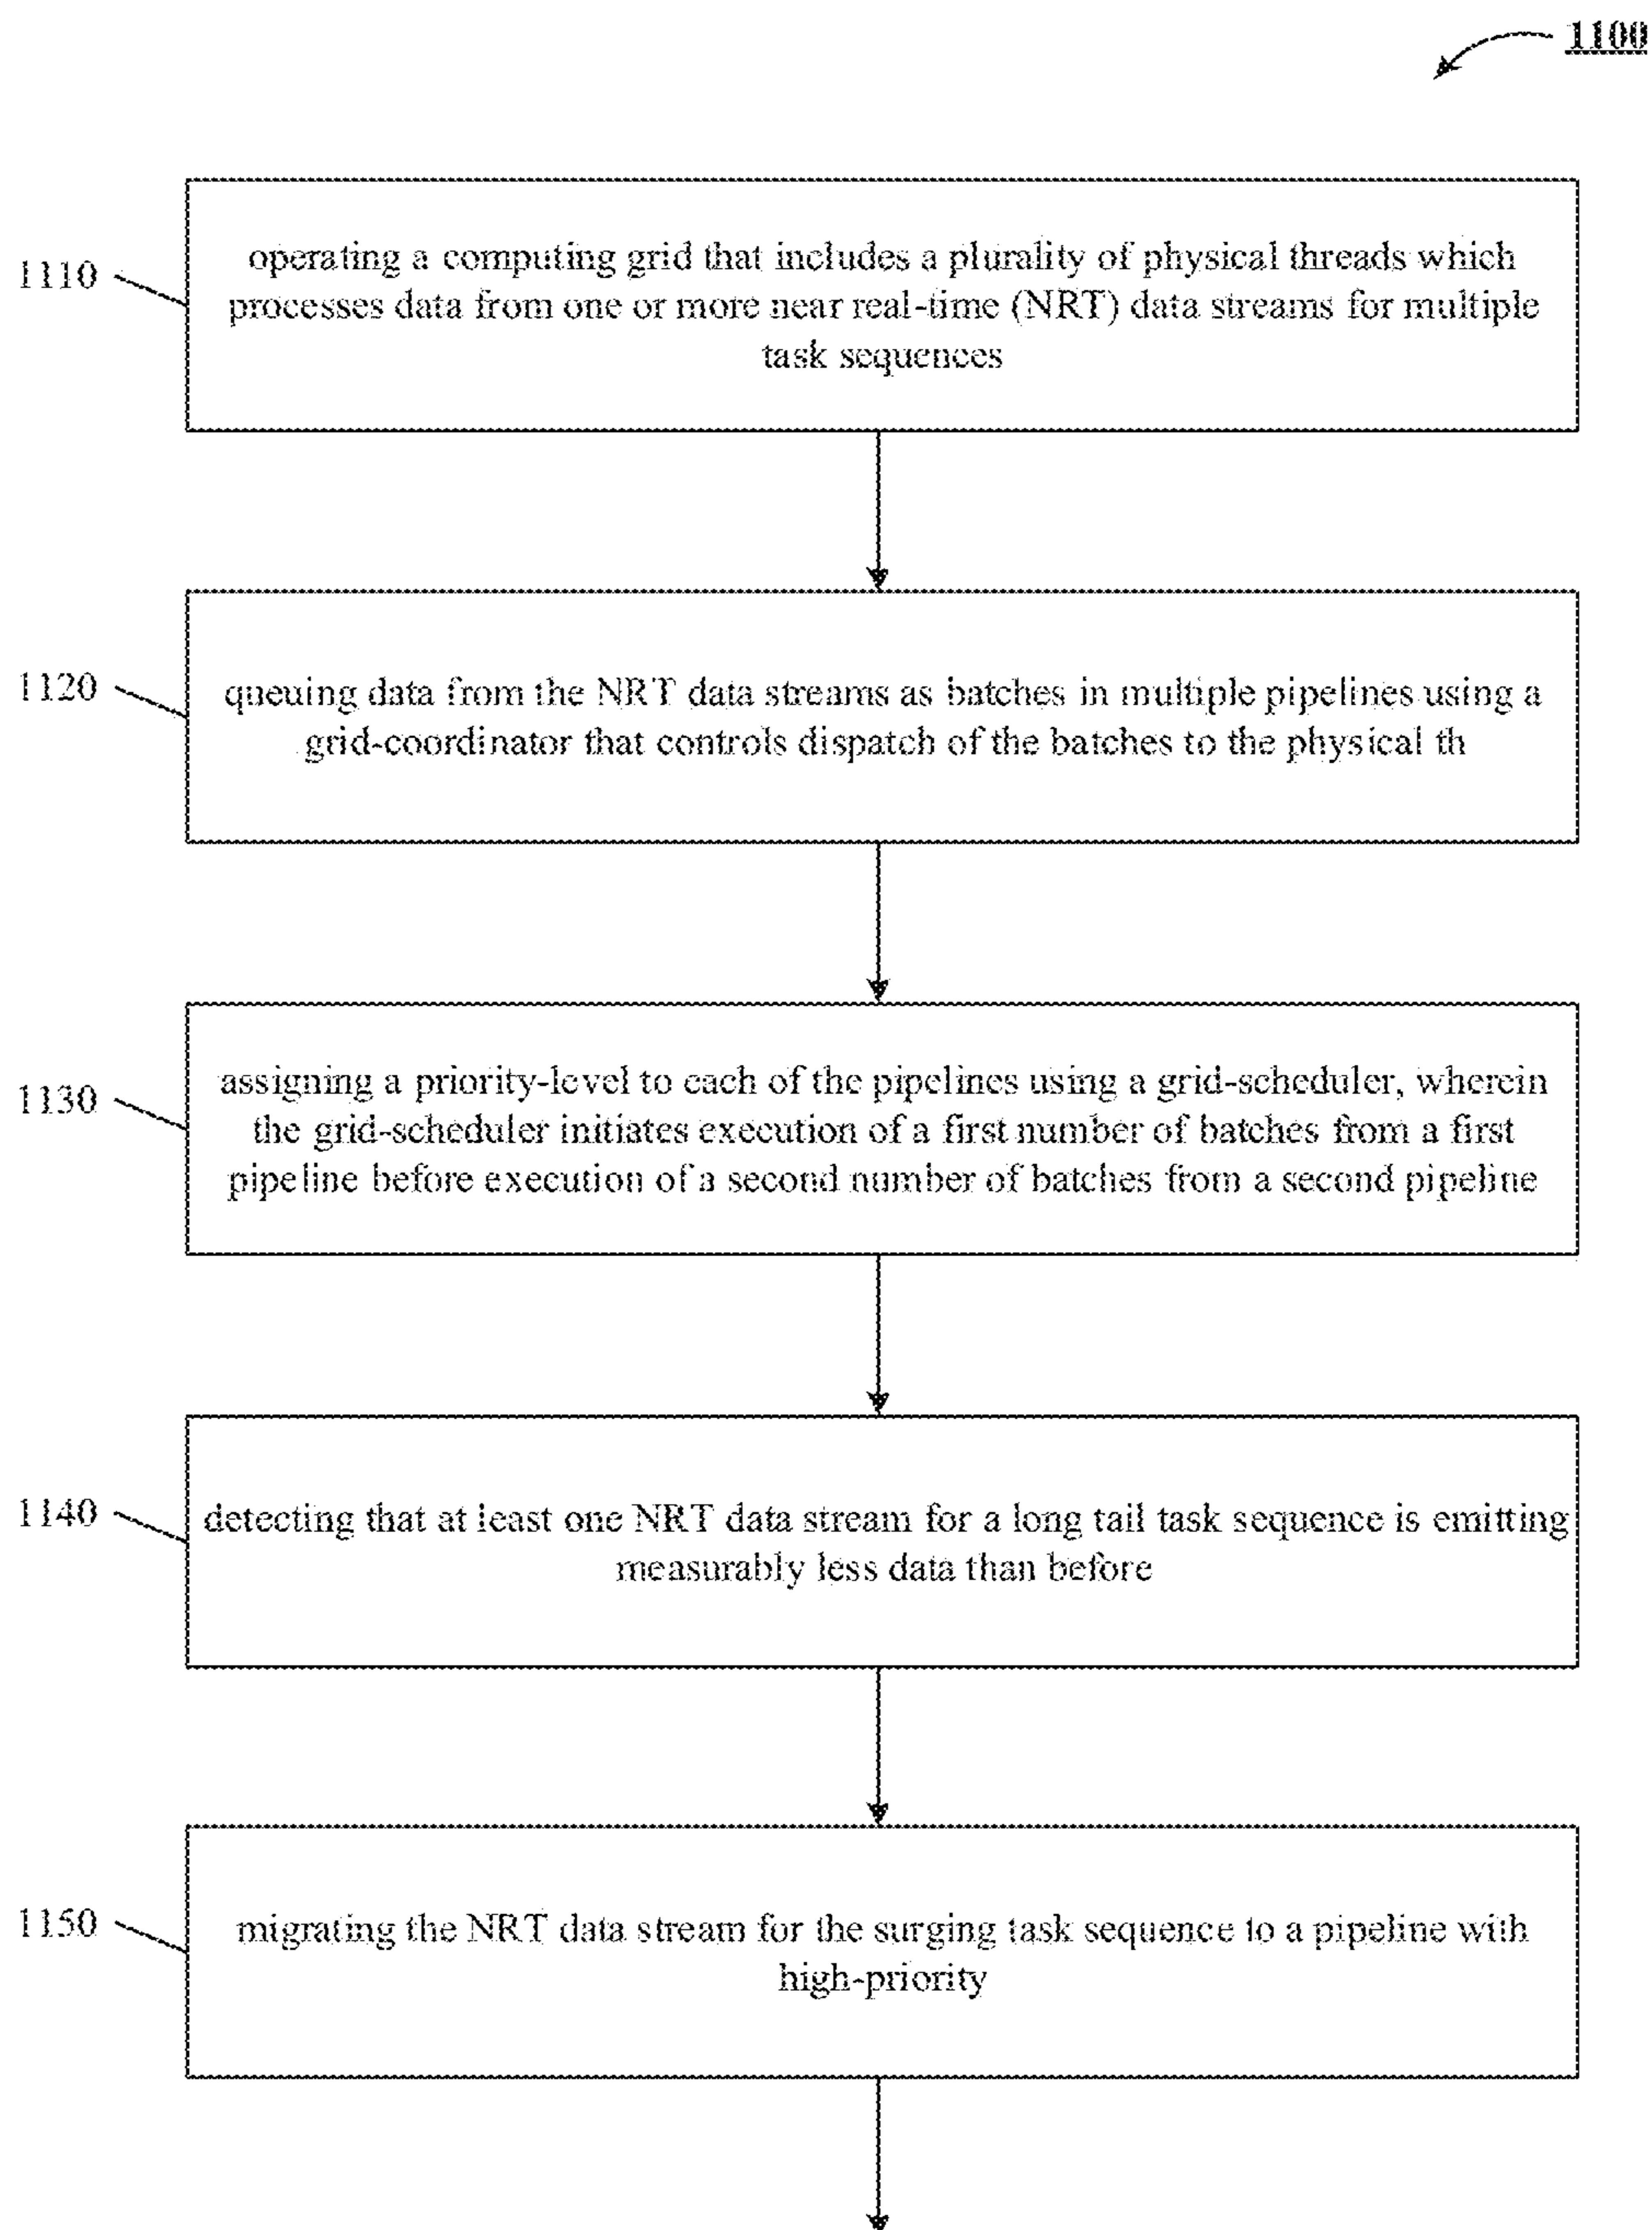 1100
1110
operating a computing grid that includes a plurality of physical threads which
processes data from one or more near real-time (NRT) data streams for multiple
task sequences
1120
queuing data from the NRT data streams as batches in multiple pipelines using a
grid-coordinator that controls dispatch of the batches to the physical th
1130
assigning a priority-level to each of the pipelines using a grid-scheduler, wherein
the grid-scheduler initiates execution of a first number of batches from a first
pipeline before execution of a second number of batches from a second pipeline
1140
detecting that at least one NRT data stream for a long tail task sequence is emitting
measurably less data than before
1150
migrating the NRT data stream for the surging task sequence to a pipeline with
high-priority